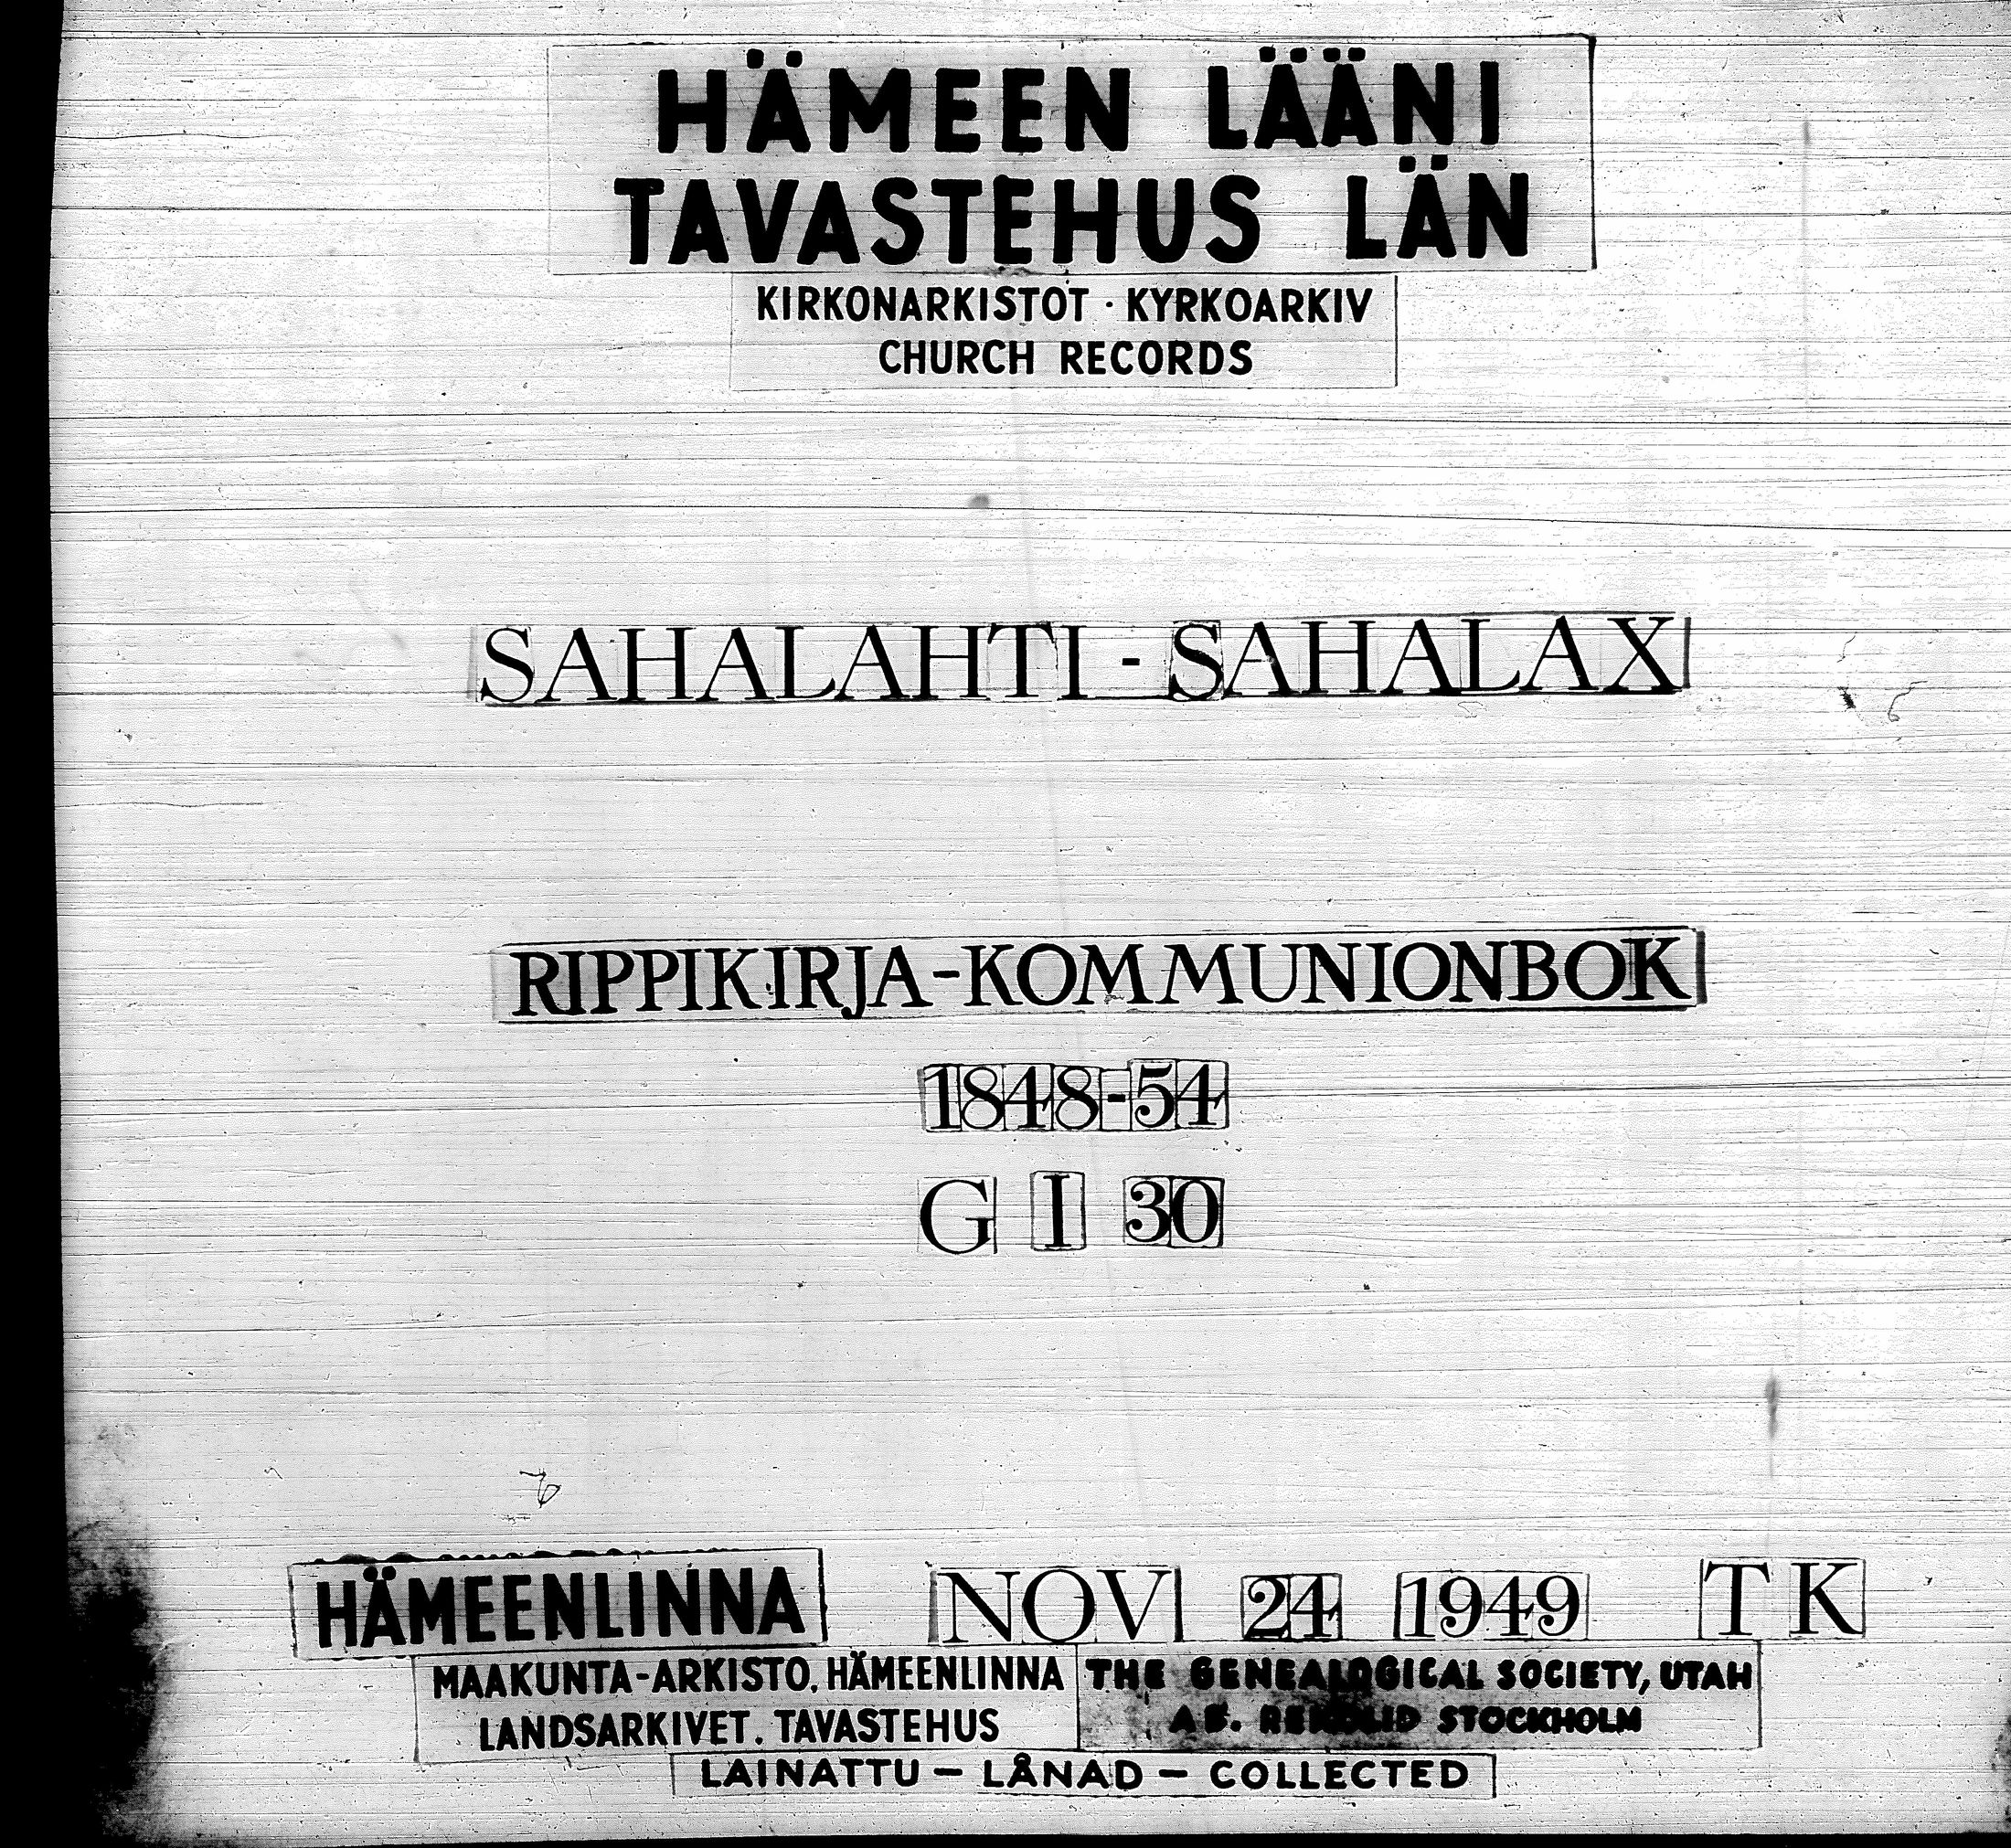 HÄMEEN LÄÄNI
TAVASTEHUS LÄN
KIRKONARKISTOT · KYRKOARKIV
CHURCH RECORDS
SAHALAHTI - SAHALAX
RIPPIKIRJA-KOMMUNIONBOK
1848-54
G I 30
HÄMEENLINNA NOV 24 1949 TK
MAAKUNTA-ARKISTO, HÄMEENLINNA
LANDSARKIVET. TAVASTEHUS
THE GENEALOGICAL SOCIETY, UTAH
AB. STOCKHOLM
LAINATTU – LÅNAD – COLLECTED